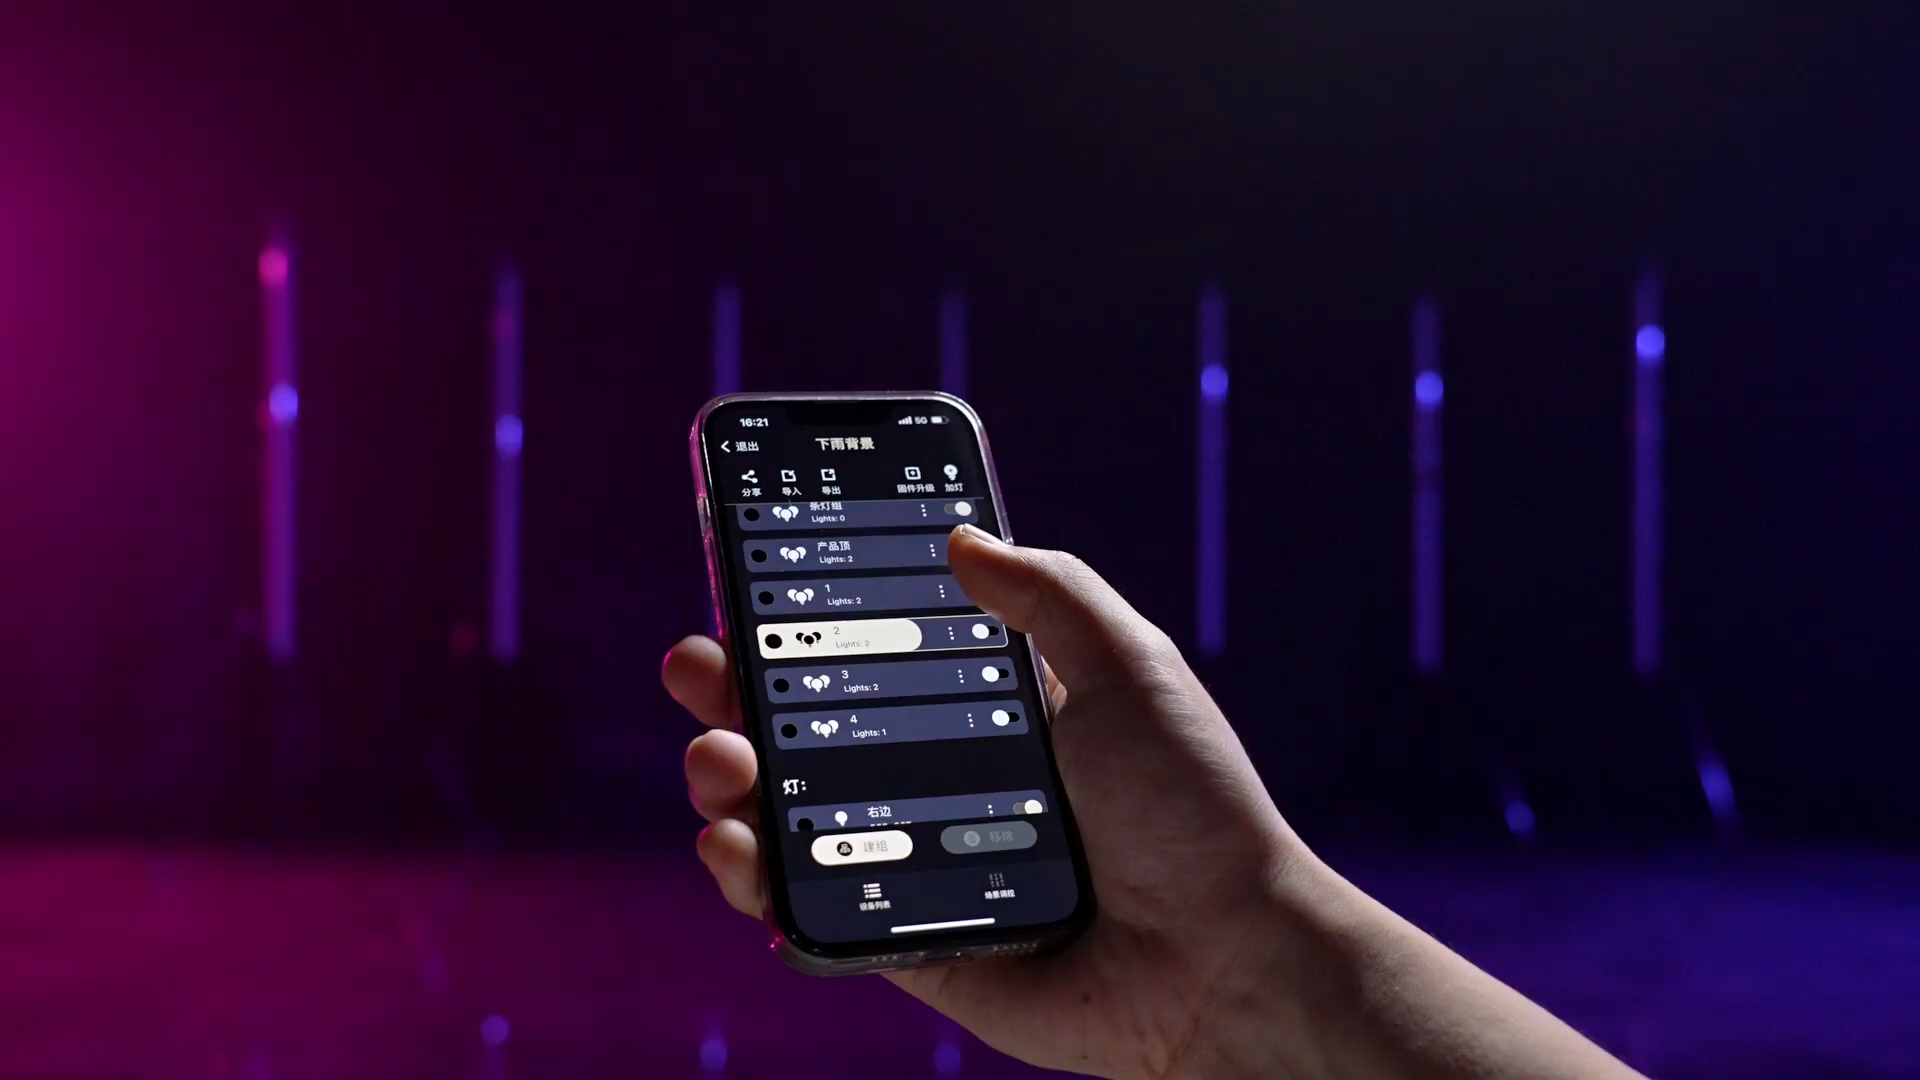 16:21 5G
退出 下雨背景
分享 导入 导出 固件升级 加灯
条灯组
Lights: 0
产品顶
Lights: 2
1
Lights: 2
2
Lights: 2
3
Lights: 2
4
Lights: 1
灯:
右边
建组 移除
设备列表 场景调控